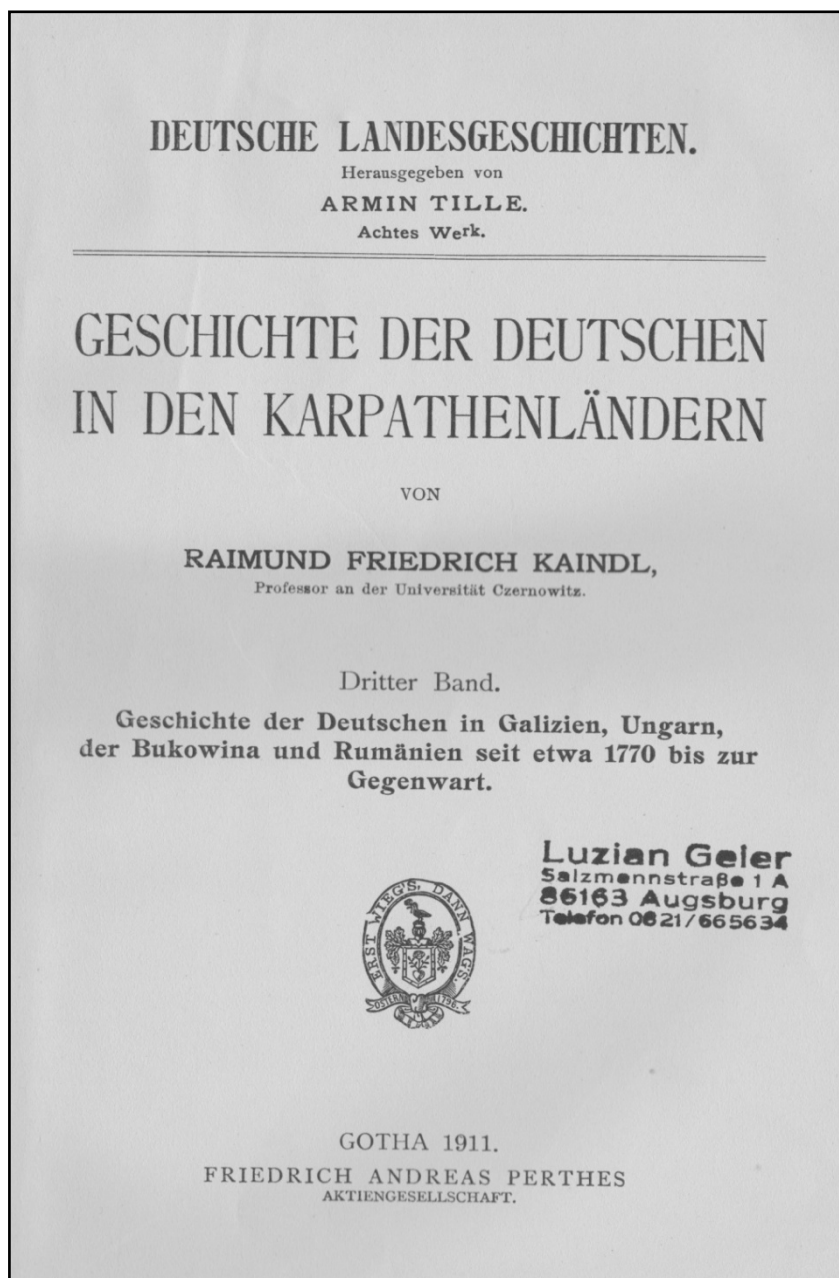 DEUTSCHE LANDESGESCHICHTEN.
Herausgegeben von
ARMIN TILLE.
Achtes Werk.
GESCHICHTE DER DEUTSCHEN
IN DEN KARPATHENLÄNDERN
VON
RAIMUND FRIEDRICH KAINDL,
Professor an der Universität Czernowitz.
Dritter Band.
Geschichte der Deutschen in Galizien, Ungarn,
der Bukowina und Rumänien seit etwa 1770 bis zur
Gegenwart.
Luzian Geier
Salzmannstraße 1 A
86163 Augsburg
Telefon 0821/665634
ERST WIEG'S, DANN WAG'S.
OSTERN 1796.
GOTHA 1911.
FRIEDRICH ANDREAS PERTHES
AKTIENGESELLSCHAFT.